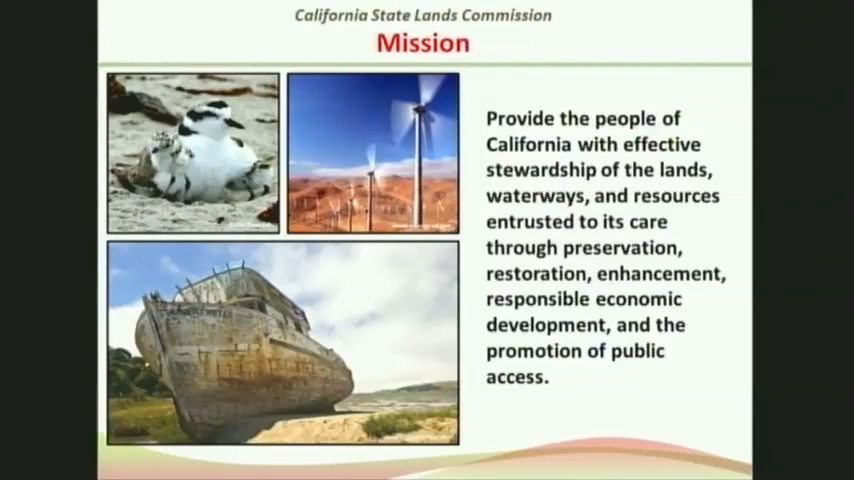 California State Lands Commission
Mission
Provide the people of
California with effective
stewardship of the lands,
waterways, and resources
entrusted to its care
through preservation,
restoration, enhancement,
responsible economic
development, and the
promotion of public
access.